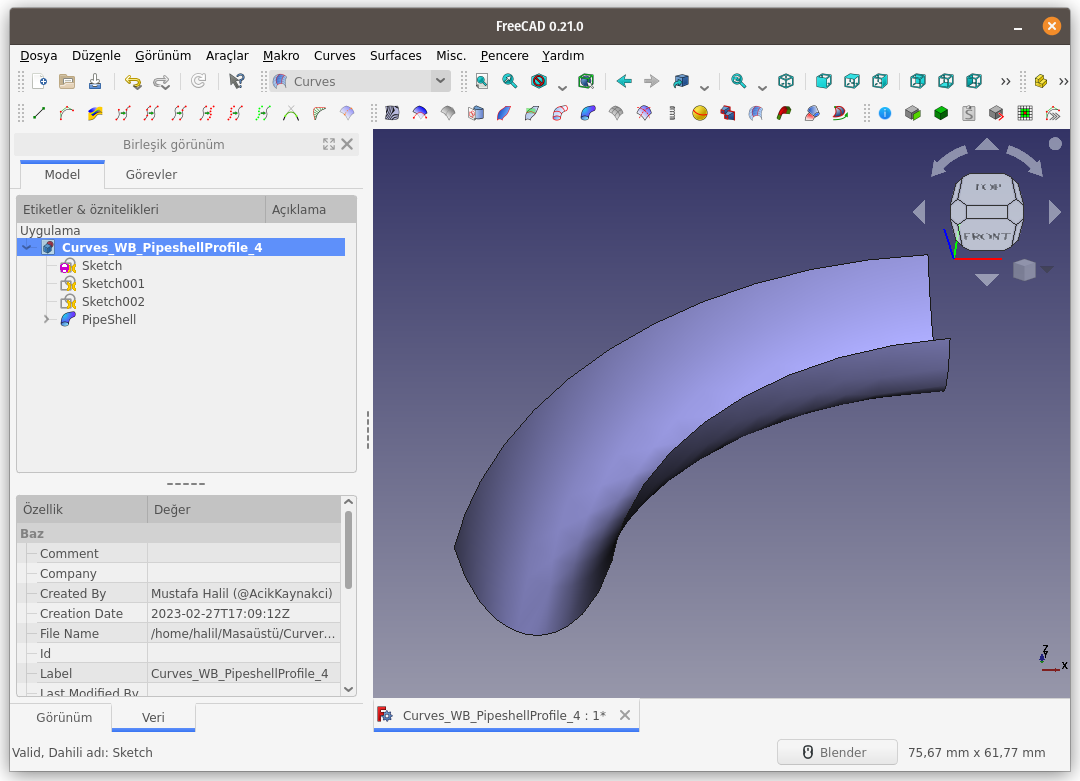 FreeCAD 0.21.0
Dosya Düzenle Görünüm Araçlar Makro Curves Surfaces Misc. Pencere Yardım
Curves
Birleşik görünüm
Model Görevler
Etiketler & öznitelikleri Açıklama
Uygulama
Curves_WB_PipeshellProfile_4
Sketch
Sketch001
Sketch002
PipeShell
TOP
FRONT
Özellik Değer
Baz
Comment
Company
Created By Mustafa Halil (@AcikKaynakci)
Creation Date 2023-02-27T17:09:12Z
File Name /home/halil/Masaüstü/Curver...
Id
Label Curves_WB_PipeshellProfile_4
Last Modified By
Z
Y
X
Görünüm Veri
Curves_WB_PipeshellProfile_4 : 1*
Valid, Dahili adı: Sketch
Blender 75,67 mm x 61,77 mm